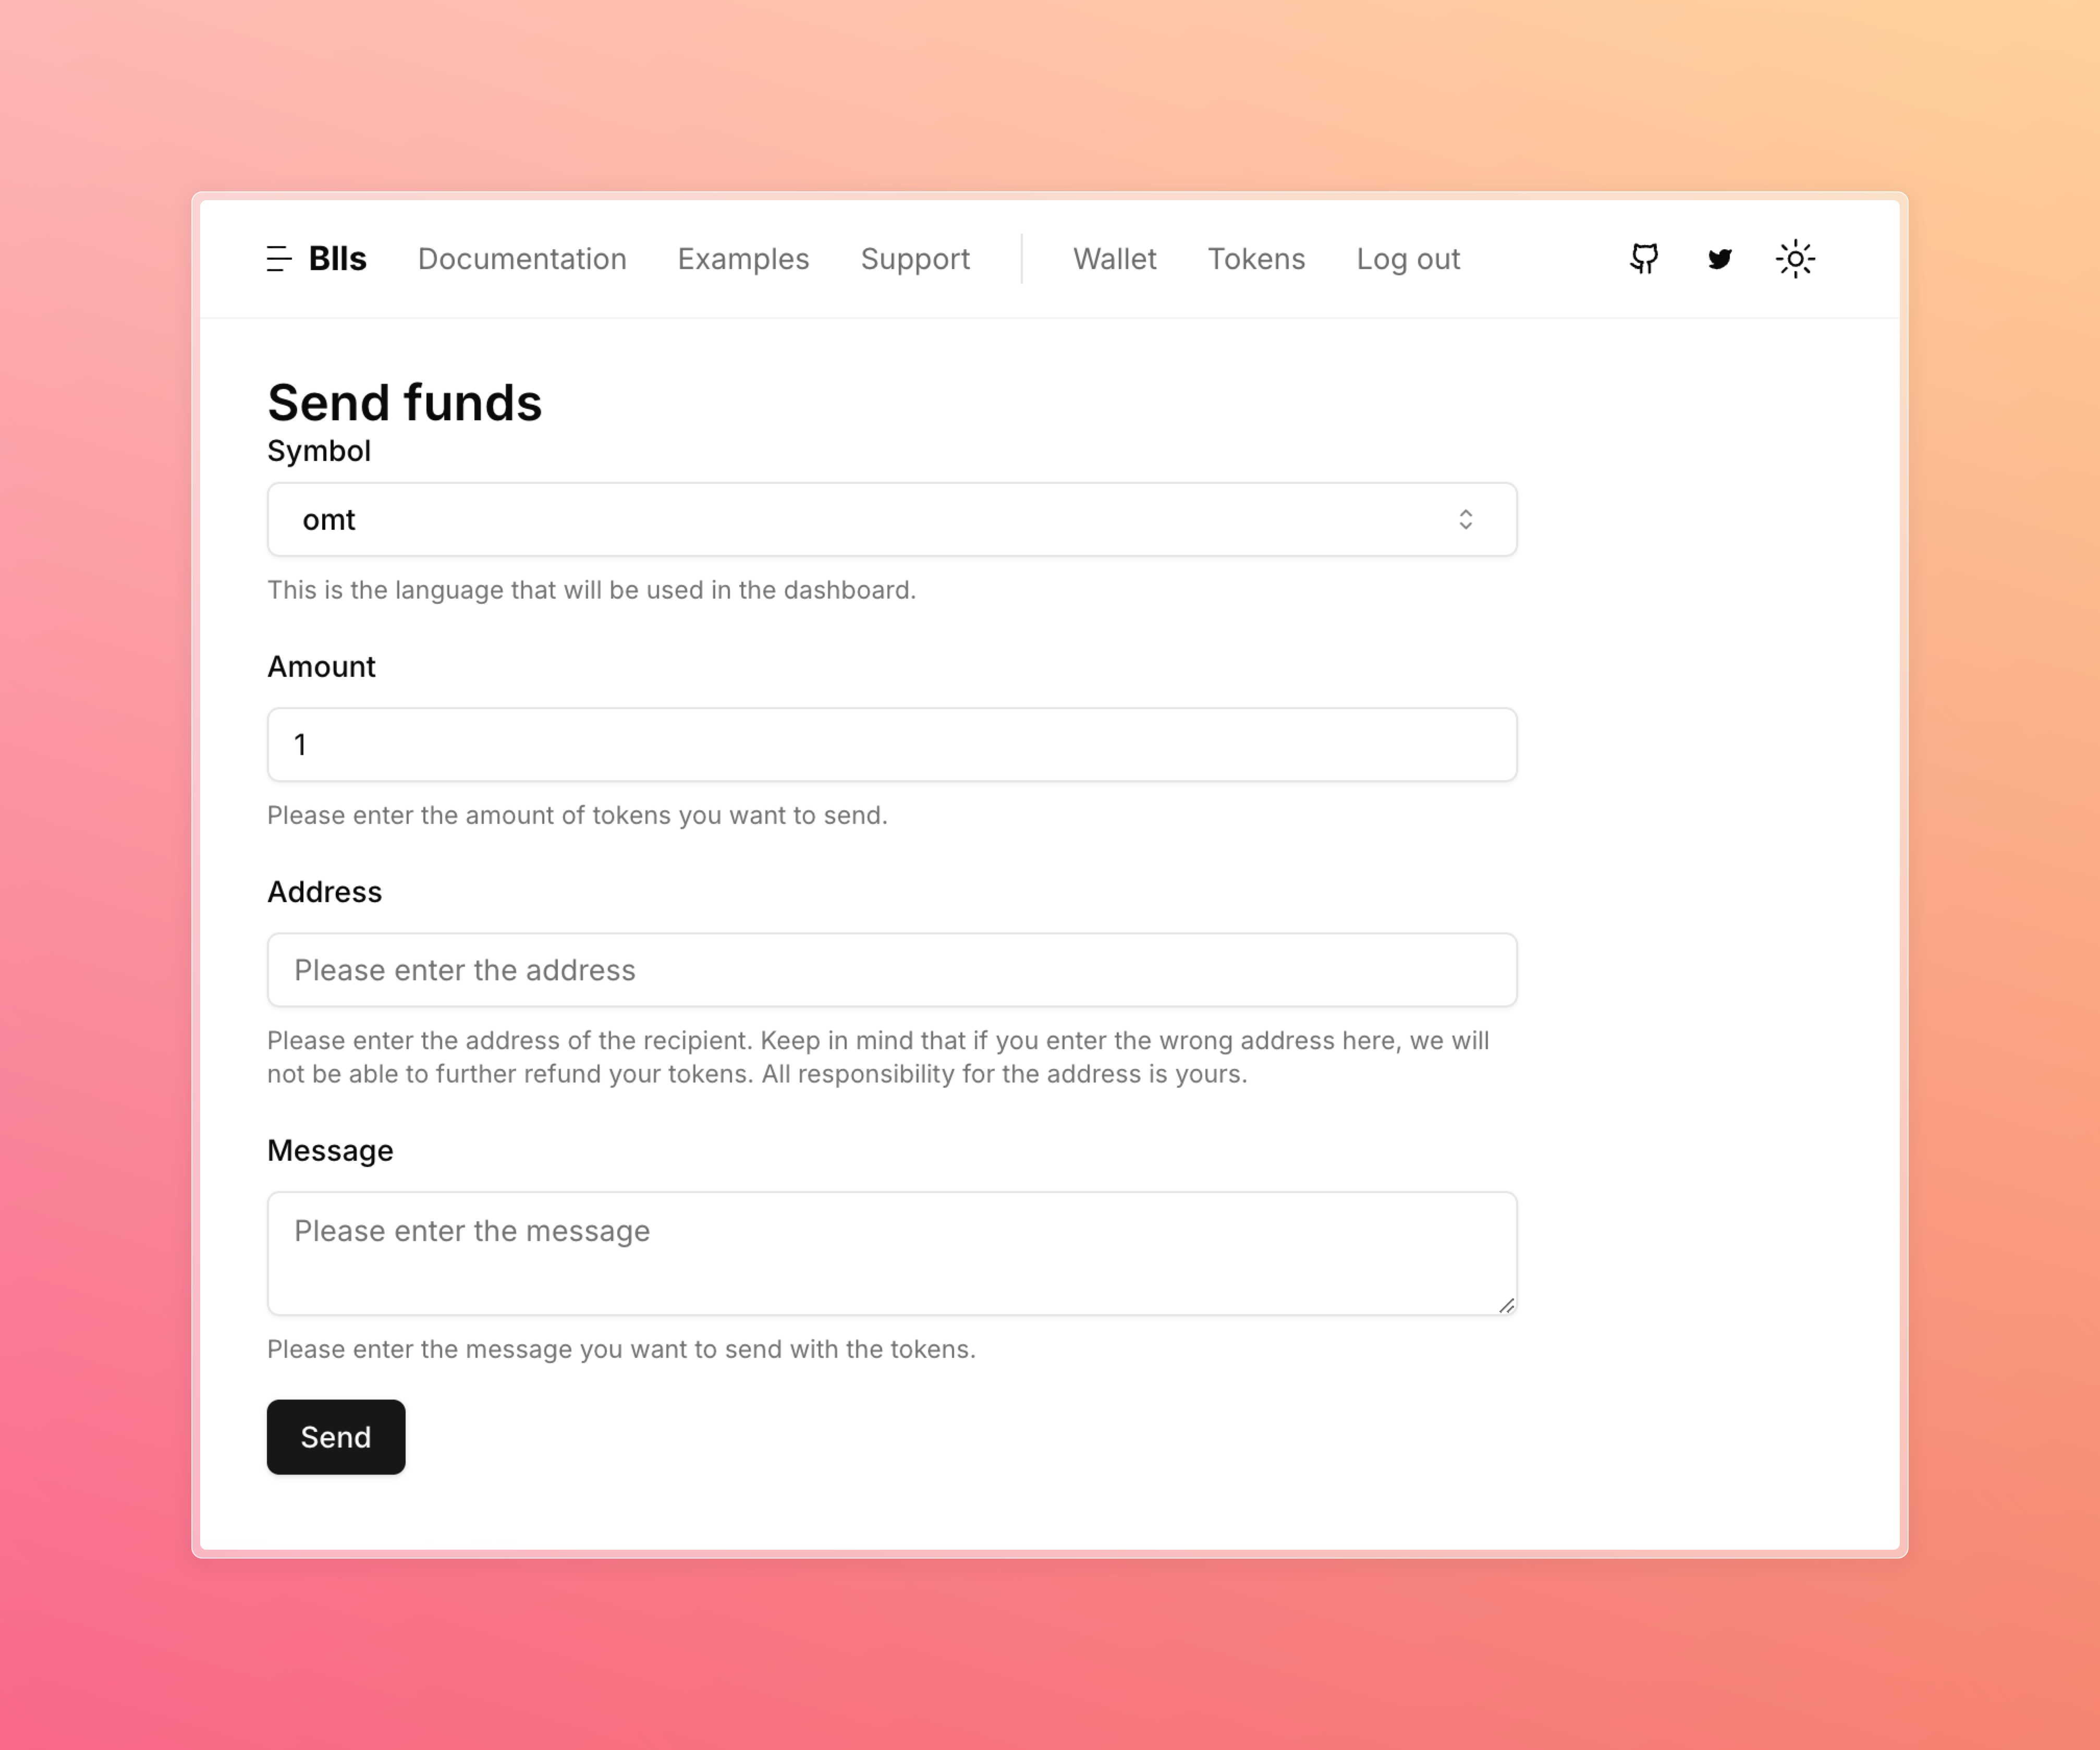 Blls Documentation Examples Support Wallet Tokens Log out
Send funds
Symbol
omt
This is the language that will be used in the dashboard.
Amount
1
Please enter the amount of tokens you want to send.
Address
Please enter the address
Please enter the address of the recipient. Keep in mind that if you enter the wrong address here, we will
not be able to further refund your tokens. All responsibility for the address is yours.
Message
Please enter the message
Please enter the message you want to send with the tokens.
Send